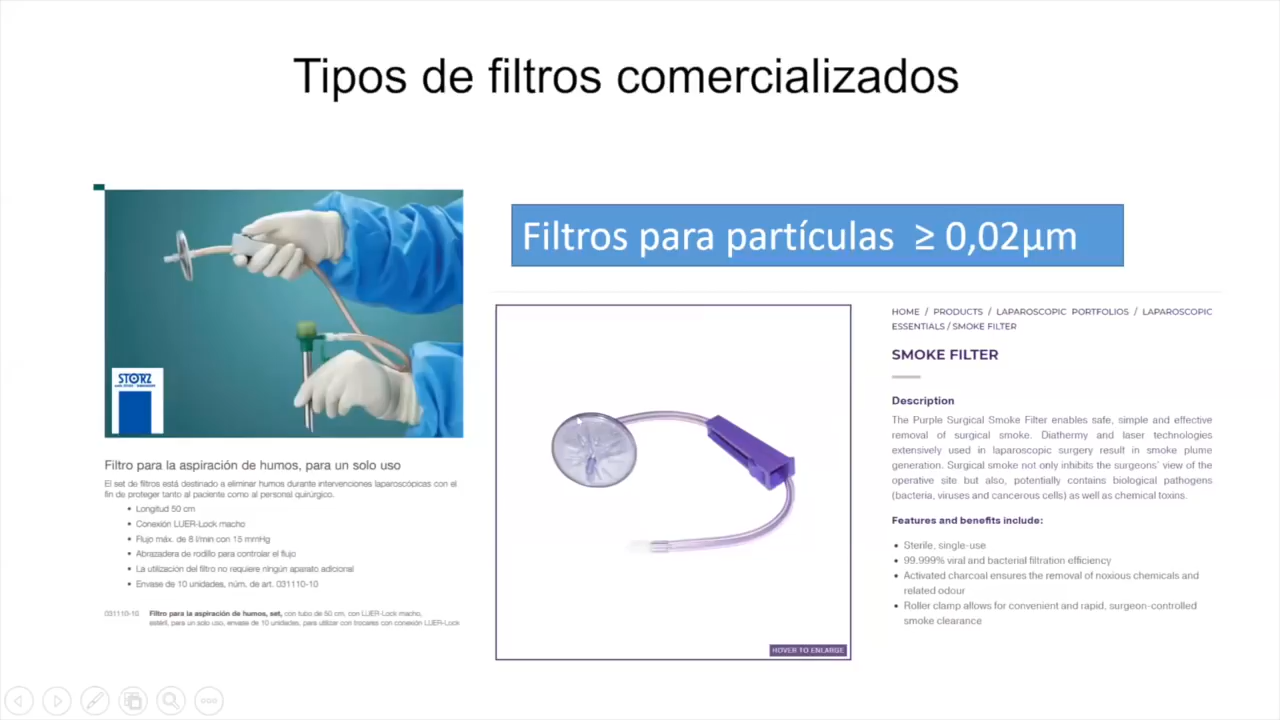 Tipos de filtros comercializados
Filtros para partículas ≥ 0,02µm
STORZ
Filtro para la aspiración de humos, para un solo uso
El set de filtros está destinado a eliminar humos durante intervenciones laparoscópicas con el
fin de proteger tanto al paciente como al personal quirúrgico.
• Longitud 50 cm
• Conexión LUER-Lock macho
• Flujo máx. de 8 l/min con 15 mmHg
• Abrazadera de rodillo para controlar el flujo
• La utilización del filtro no requiere ningún aparato adicional
• Envase de 10 unidades, núm. de art. 031110-10
031110-10 Filtro para la aspiración de humos, set, con tubo de 50 cm, con LUER-Lock macho,
estéril, para un solo uso, envase de 10 unidades, para utilizar con trocares con conexión LUER-Lock
HOVER TO ENLARGE
HOME / PRODUCTS / LAPAROSCOPIC PORTFOLIOS / LAPAROSCOPIC
ESSENTIALS / SMOKE FILTER
SMOKE FILTER
Description
The Purple Surgical Smoke Filter enables safe, simple and effective
removal of surgical smoke. Diathermy and laser technologies
extensively used in laparoscopic surgery result in smoke plume
generation. Surgical smoke not only inhibits the surgeons' view of the
operative site but also, potentially contains biological pathogens
(bacteria, viruses and cancerous cells) as well as chemical toxins.
Features and benefits include:
• Sterile, single-use
• 99.999% viral and bacterial filtration efficiency
• Activated charcoal ensures the removal of noxious chemicals and
related odour
• Roller clamp allows for convenient and rapid, surgeon-controlled
smoke clearance